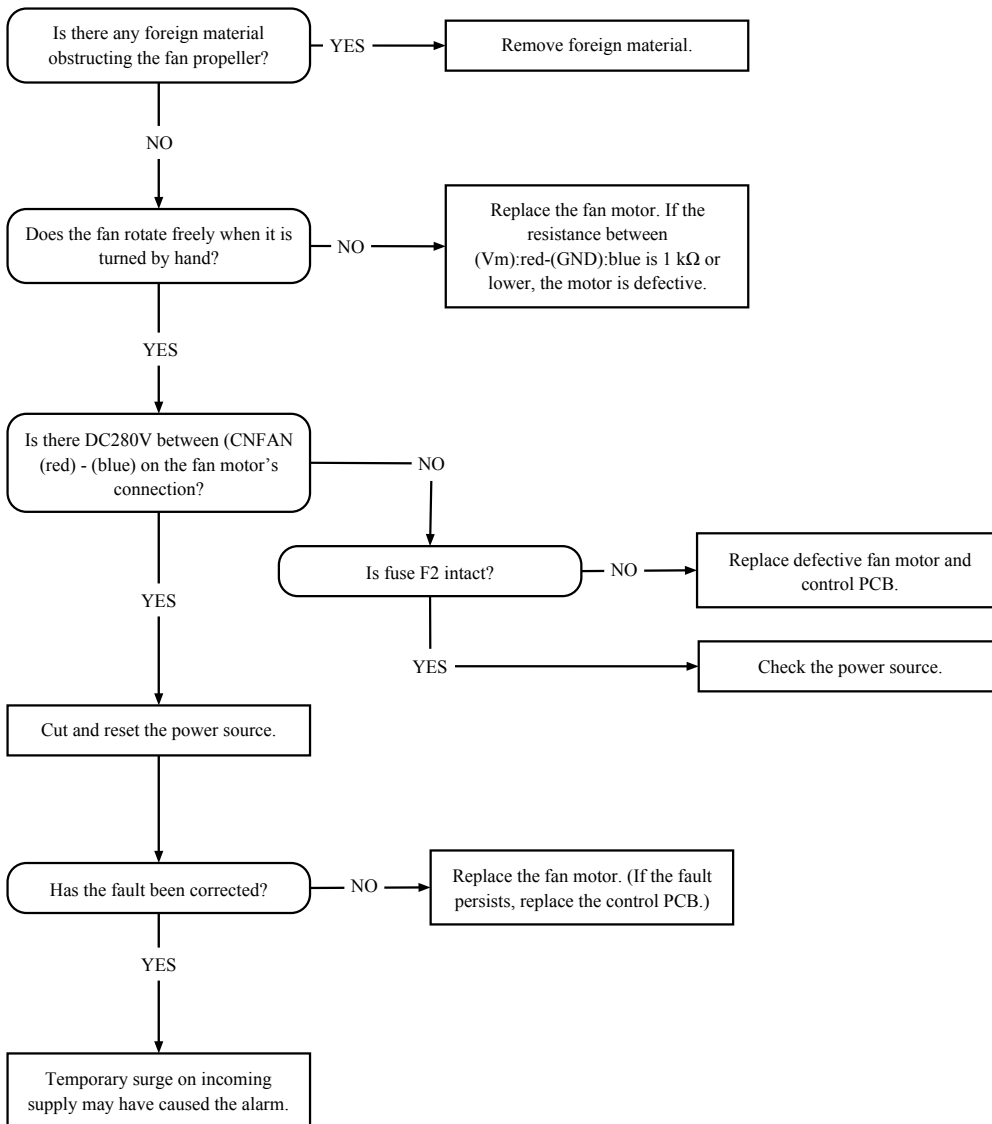 Is there any foreign material
obstructing the fan propeller?
YES
Remove foreign material.
NO
Does the fan rotate freely when it is
turned by hand?
NO
Replace the fan motor. If the
resistance between
(Vm):red-(GND):blue is 1 kΩ or
lower, the motor is defective.
YES
Is there DC280V between (CNFAN
(red) - (blue) on the fan motor’s
connection?
NO
Is fuse F2 intact?
NO
Replace defective fan motor and
control PCB.
YES
YES
Check the power source.
Cut and reset the power source.
Has the fault been corrected?
NO
Replace the fan motor. (If the fault
persists, replace the control PCB.)
YES
Temporary surge on incoming
supply may have caused the alarm.